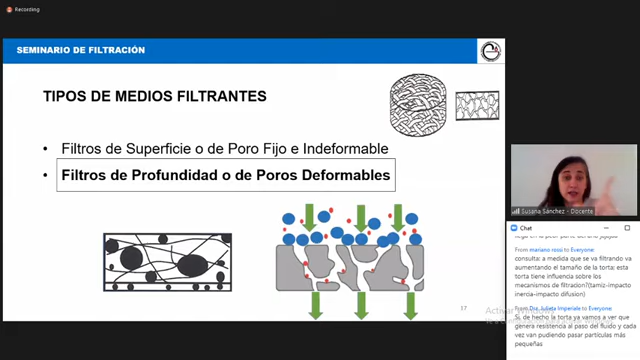 Recording
SEMINARIO DE FILTRACIÓN
TIPOS DE MEDIOS FILTRANTES
• Filtros de Superficie o de Poro Fijo e Indeformable
• Filtros de Profundidad o de Poros Deformables
17
Activar Windows
Susana Sánchez - Docente
Chat
From mariano rossi to Everyone:
consulta: a medida que se va filtrando va
aumentando el tamaño de la torta: esta
torta tiene influencia sobre los
mecanismos de filtracion?(tamiz-impacto
inercia-impacto difusion)
From Dra. Julieta Imperiale to Everyone:
Si, de hecho la torta ya vamos a ver que
genera resistencia al paso del fluido y cada
vez van pudiendo pasar partículas más
pequeñas